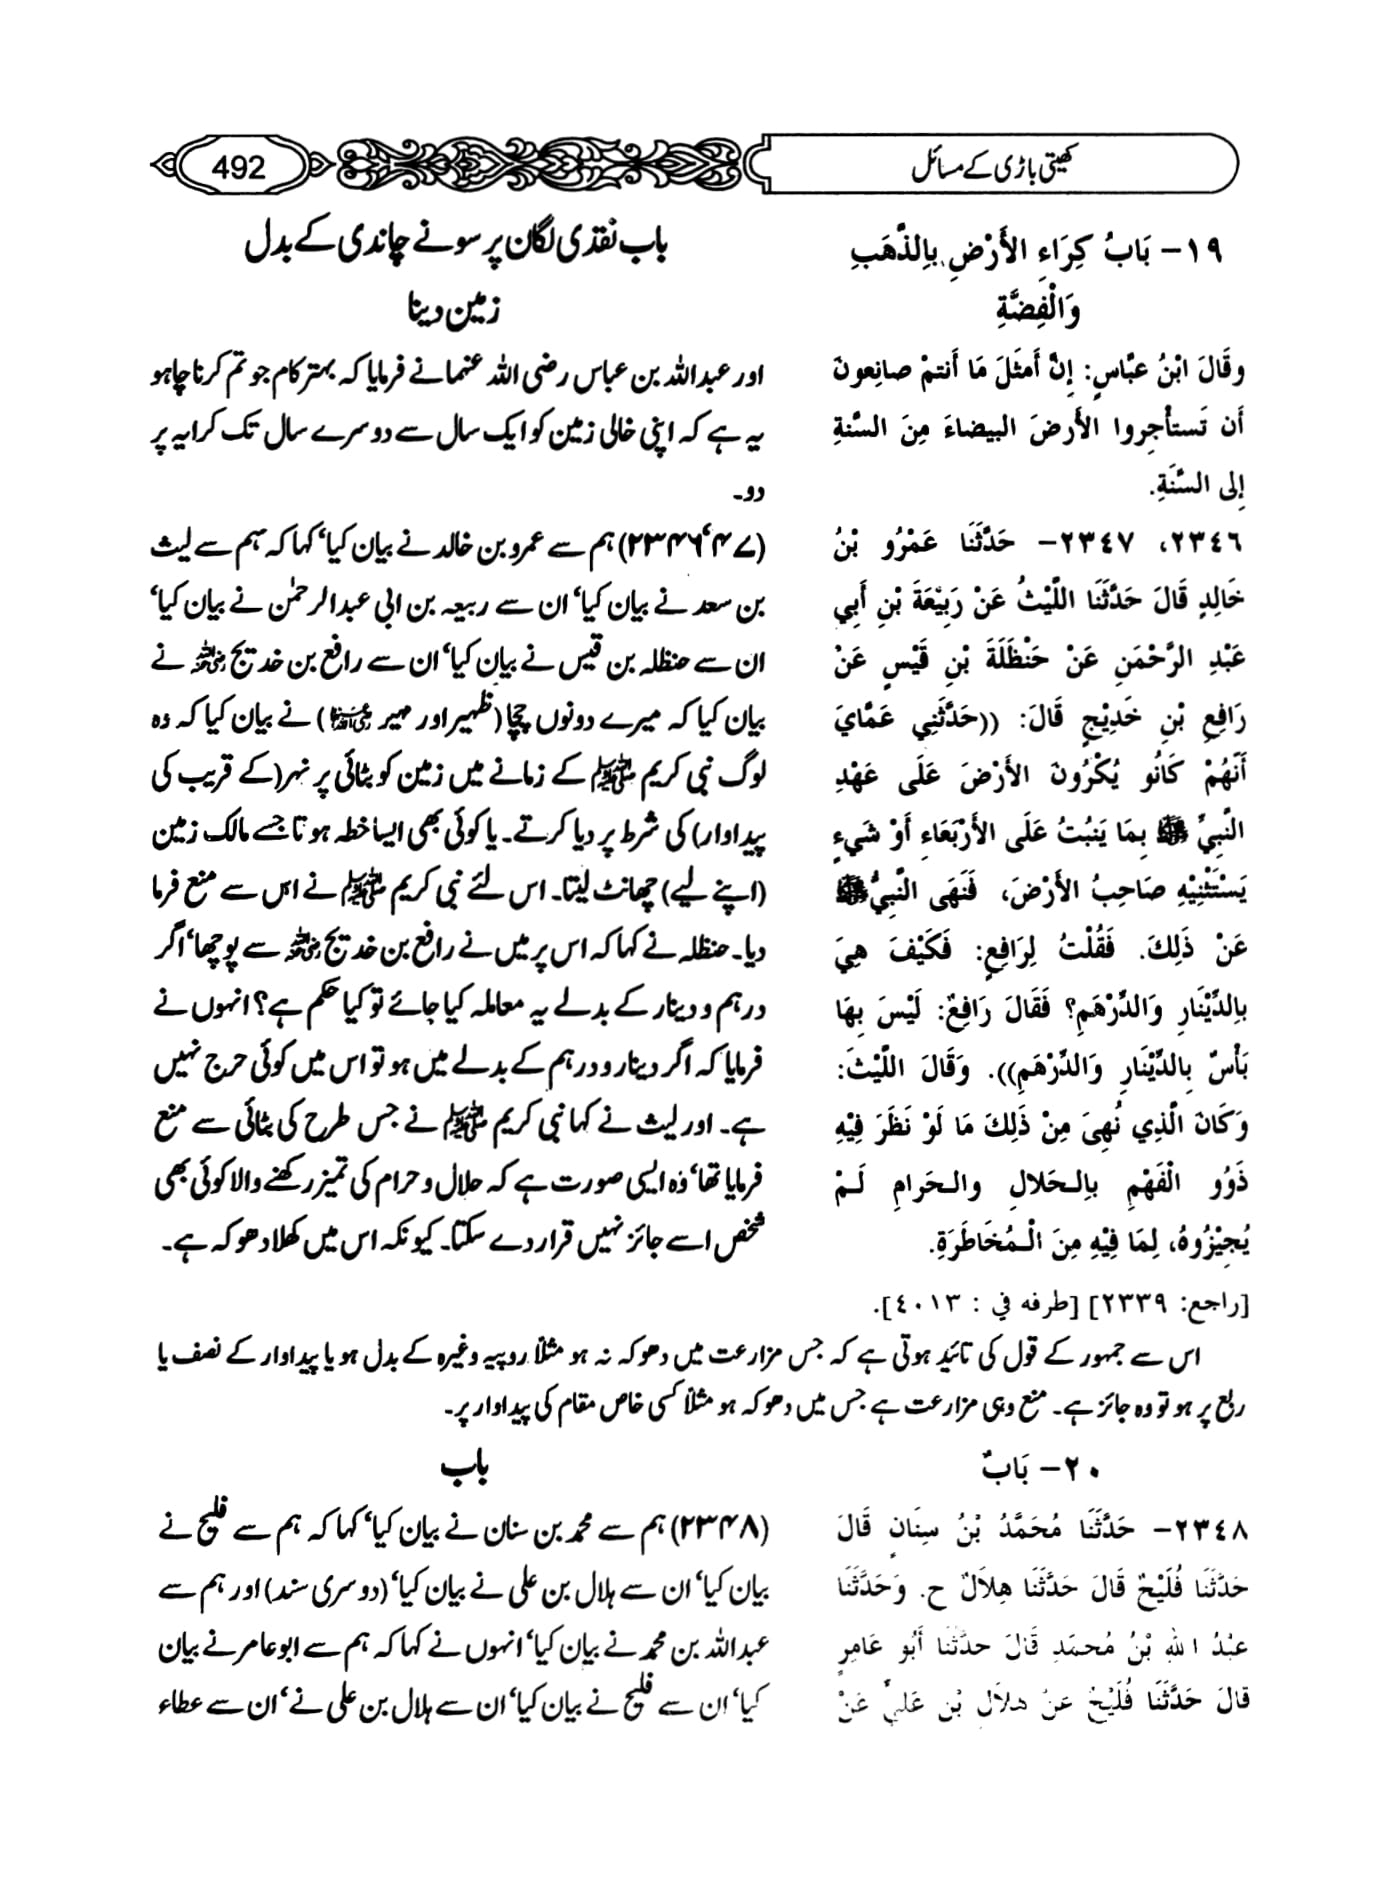 کھیتی باڑی کے مسائل
492
١٩- بَابُ كِرَاءِ الأَرْضِ بِالذَّهَبِ
وَالْفِضَّةِ
وقَالَ ابْنُ عبَّاسٍ: إنَّ أمثَلَ مَا أنتمْ صانِعونَ
أن تَستأجِروا الأَرضَ البيضاءَ مِنَ السَّنةِ
إلى السَّنَةِ.
٢٣٤٦، ٢٣٤٧- حَدَّثَنَا عَمْرُو بْنُ
خَالِدٍ قَالَ حَدَّثَنَا اللَّيْثُ عَنْ رَبِيْعَةَ بْنِ أَبِي
عَبْدِ الرَّحْمَنِ عَنْ حَنْظَلَةَ بْنِ قَيْسٍ عَنْ
رَافِعِ بْنِ خَدِيْجٍ قَالَ: ((حَدَّثَنِي عَمَّايَ
أَنَّهُمْ كَانُو يُكْرُونَ الأَرْضَ عَلَى عَهْدِ
النَّبِيِّ ﷺ بِمَا يَنبُتُ عَلَى الأَرْبَعَاءِ أَوْ شَيءٍ
يَسْتَثْنِيْهِ صَاحِبُ الأَرْضَ، فَنَهَى النَّبِيُّ ﷺ
عَنْ ذَلِكَ. فَقُلْتُ لِرَافِعٍ: فَكَيْفَ هِيَ
بِالدِّيْنَارِ وَالدِّرْهَمِ؟ فَقَالَ رَافِعٌ: لَيْسَ بِهَا
بَأْسٌ بِالدِّيْنَارِ وَالدِّرْهَمِ)). وَقَالَ اللَّيْثَ:
وَكَانَ الَّذِي نُهِيَ مِنْ ذَلِكَ مَا لَوْ نَظَرَ فِيْهِ
ذَوُو الْفَهْمِ بِالـحَلالِ والـحَرامِ لَـمْ
يُجِيْزُوهُ، لِمَا فِيْهِ مِنَ الْـمُخَاطَرَةِ.
[راجع: ٢٣٣٩] [طرفه في : ٤٠١٣].
باب نقدی لگان پر سونے چاندی کے بدل
زمین دینا
اور عبداللہ بن عباس رضی اللہ عنہما نے فرمایا کہ بہتر کام جو تم کرنا چاہو
یہ ہے کہ اپنی خالی زمین کو ایک سال سے دوسرے سال تک کرایہ پر
دو۔
(۲۳۴۶٬۴۷) ہم سے عمرو بن خالد نے بیان کیا‘ کہا کہ ہم سے لیث
بن سعد نے بیان کیا‘ ان سے ربیعہ بن ابی عبدالرحمٰن نے بیان کیا‘
ان سے حنظلہ بن قیس نے بیان کیا‘ ان سے رافع بن خدیج رضی اللہ عنہ نے
بیان کیا کہ میرے دونوں چچا (ظہیر اور مہیر رضی اللہ عنہما) نے بیان کیا کہ وہ
لوگ نبی کریم ﷺ کے زمانے میں زمین کو بٹائی پر نہر (کے قریب کی
پیداوار) کی شرط پر دیا کرتے۔ یا کوئی بھی ایسا خطہ ہوتا جسے مالک زمین
(اپنے لیے) چھانٹ لیتا۔ اس لئے نبی کریم ﷺ نے اس سے منع فرما
دیا۔ حنظلہ نے کہا کہ اس پر میں نے رافع بن خدیج رضی اللہ عنہ سے پوچھا‘ اگر
درہم و دینار کے بدلے یہ معاملہ کیا جائے تو کیا حکم ہے؟ انہوں نے
فرمایا کہ اگر دینار و درہم کے بدلے میں ہو تو اس میں کوئی حرج نہیں
ہے۔ اور لیث نے کہا نبی کریم ﷺ نے جس طرح کی بٹائی سے منع
فرمایا تھا‘ وہ ایسی صورت ہے کہ حلال و حرام کی تمیز رکھنے والا کوئی بھی
شخص اسے جائز نہیں قرار دے سکتا۔ کیونکہ اس میں کھلا دھوکہ ہے۔
اس سے جمہور کے قول کی تائید ہوتی ہے کہ جس مزارعت میں دھوکہ نہ ہو مثلاً روپیہ وغیرہ کے بدل ہو یا پیداوار کے نصف یا
ربع پر ہو تو وہ جائز ہے۔ منع وہی مزارعت ہے جس میں دھوکہ ہو مثلاً کسی خاص مقام کی پیداوار پر۔
٢٠- بَابٌ
٢٣٤٨- حَدَّثَنَا مُحَمَّدُ بْنُ سِنَانٍ قَالَ
حَدَّثَنَا فُلَيْحٌ قَالَ حَدَّثَنَا هِلاَلٌ ح. وَحَدَّثَنَا
عبْدُ اللهِ بْنُ مُحمَدٍ قَالَ حدَّثَنَا أَبُو عَامِرٍ
قالَ حَدَّثَنَا فُلَيْحٌ عَنْ هلاَلِ بْنِ عَليٍّ عَنْ
باب
(۲۳۴۸) ہم سے محمد بن سنان نے بیان کیا‘ کہا کہ ہم سے فلیح نے
بیان کیا‘ ان سے ہلال بن علی نے بیان کیا‘ (دوسری سند) اور ہم سے
عبداللہ بن محمد نے بیان کیا‘ انہوں نے کہا کہ ہم سے ابوعامر نے بیان
کیا‘ ان سے فلیح نے بیان کیا‘ ان سے ہلال بن علی نے‘ ان سے عطاء